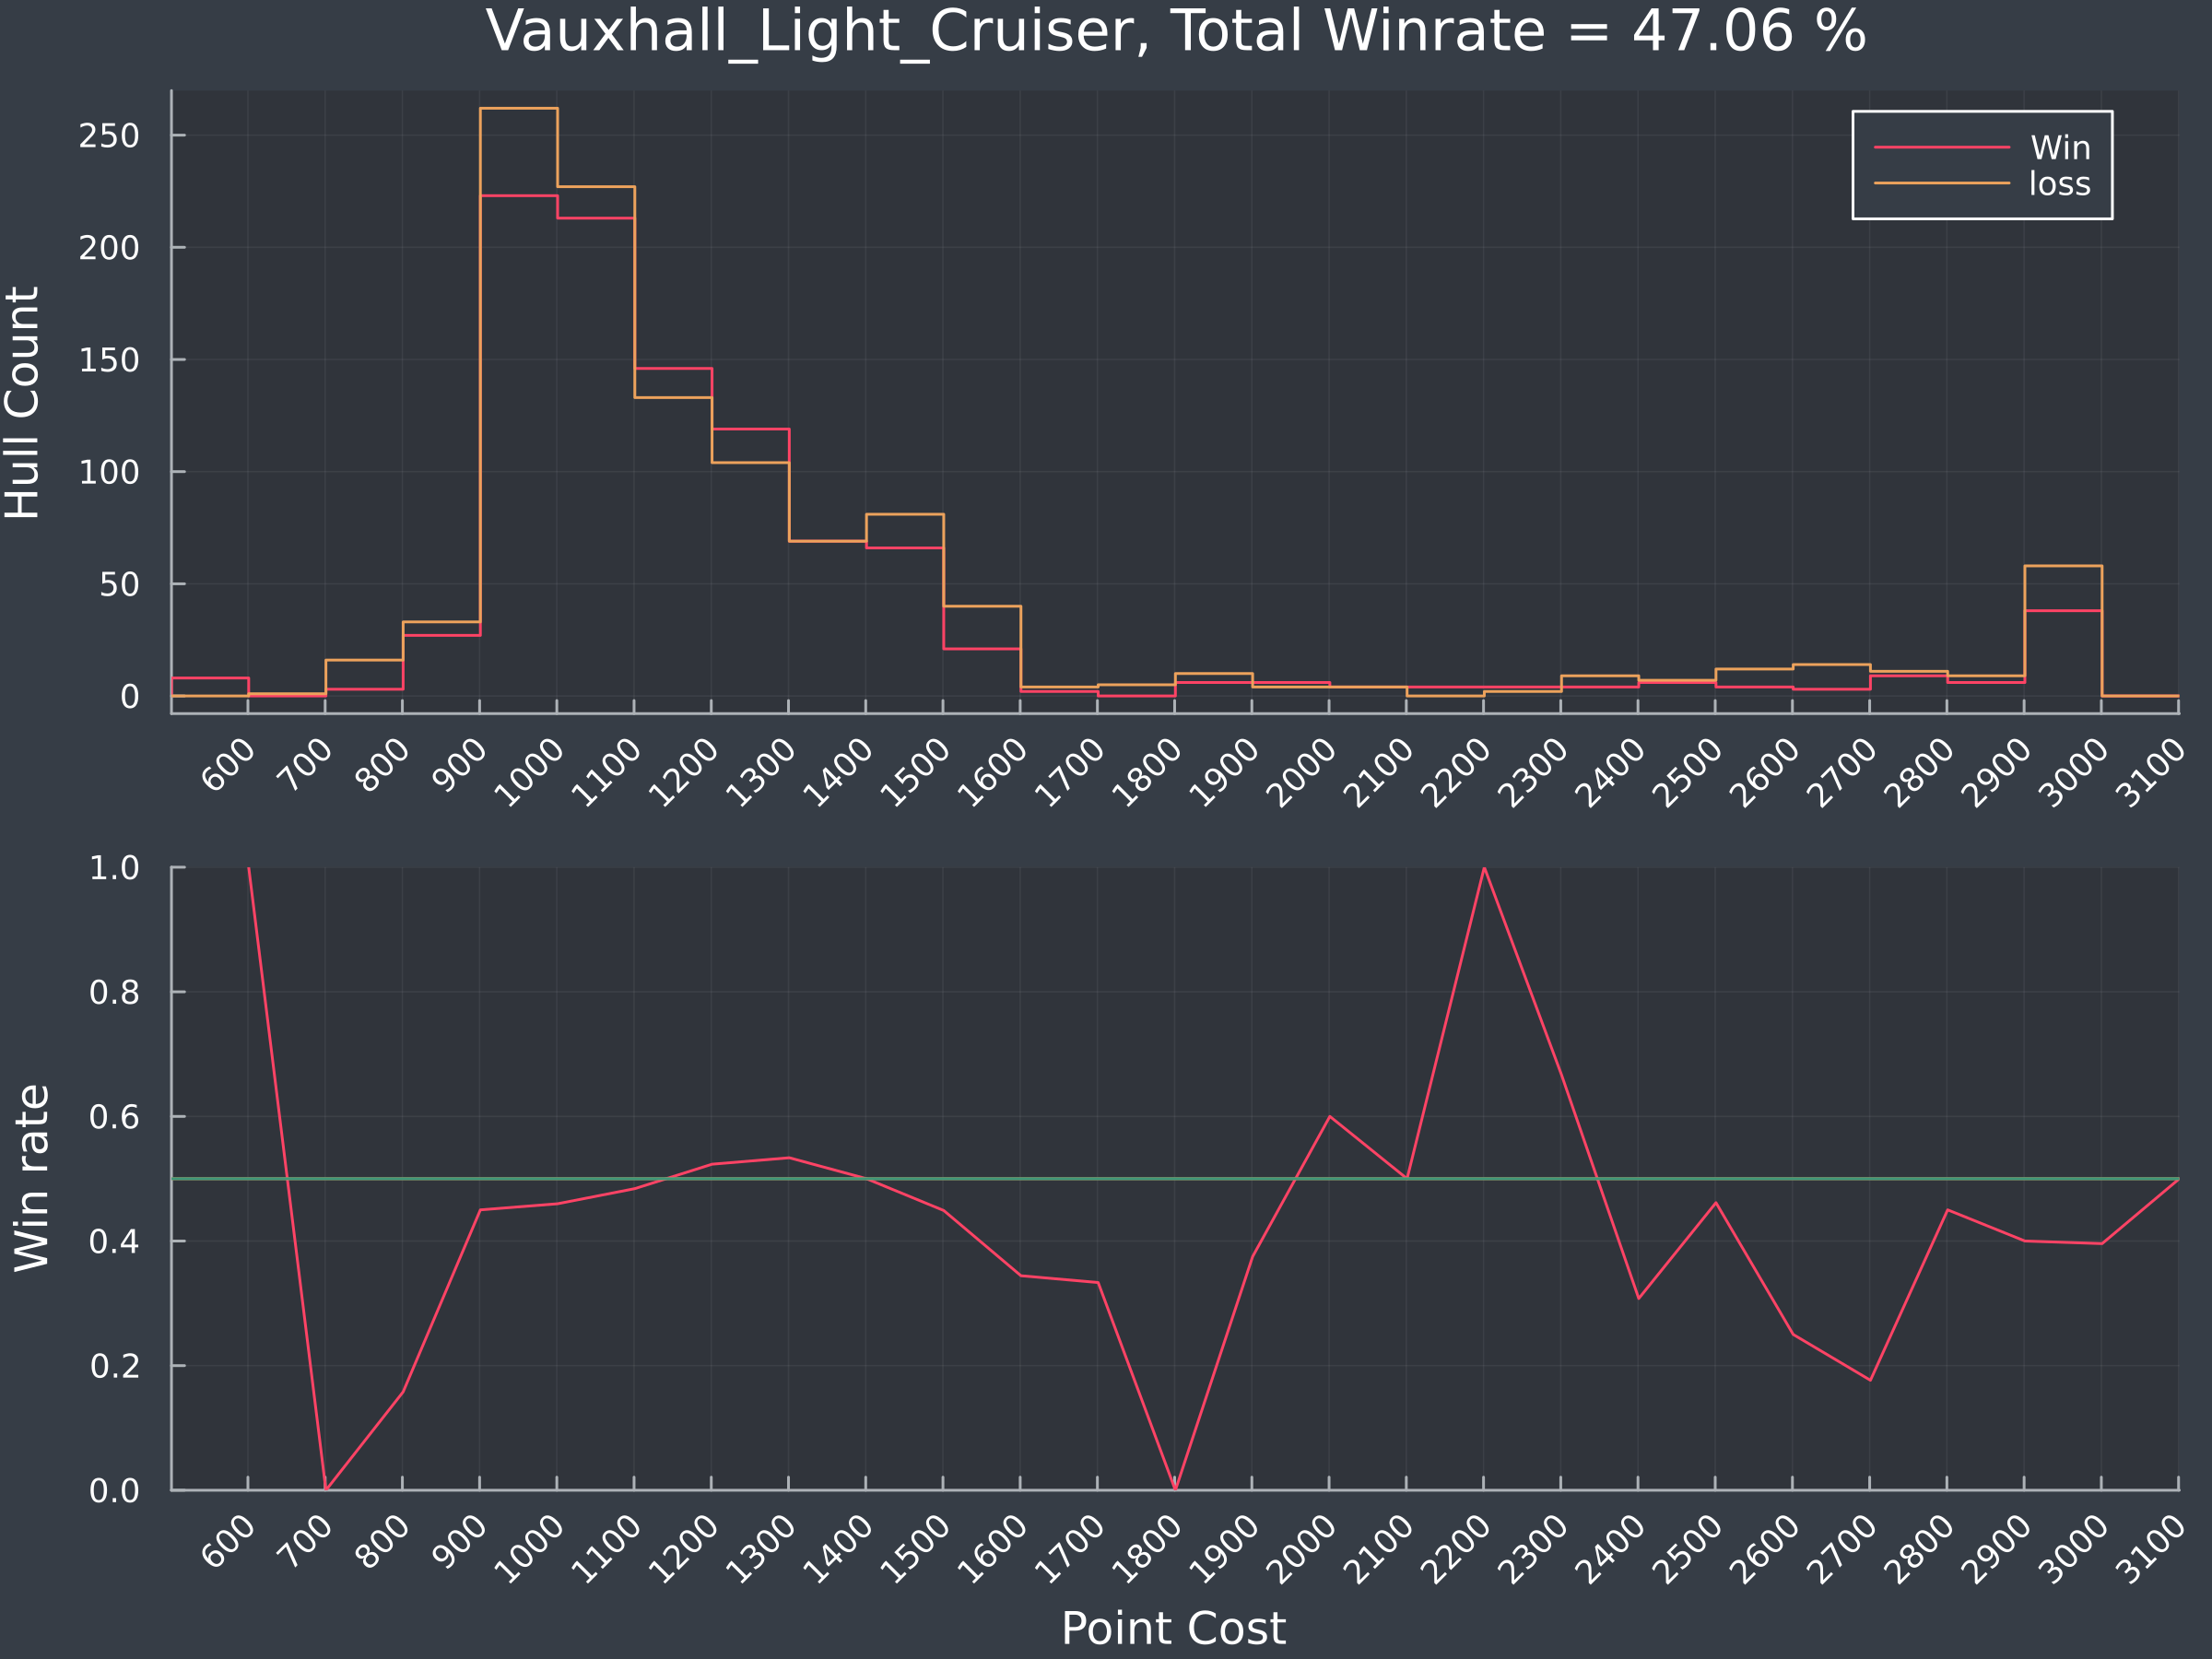 Vauxhall_Light_Cruiser, Total Winrate = 47.06 %
Hull Count
250
200
150
100
50
0
Win
loss
600 700 800 900 1000 1100 1200 1300 1400 1500 1600 1700 1800 1900 2000 2100 2200 2300 2400 2500 2600 2700 2800 2900 3000 3100
Win rate
1.0
0.8
0.6
0.4
0.2
0.0
600 700 800 900 1000 1100 1200 1300 1400 1500 1600 1700 1800 1900 2000 2100 2200 2300 2400 2500 2600 2700 2800 2900 3000 3100
Point Cost